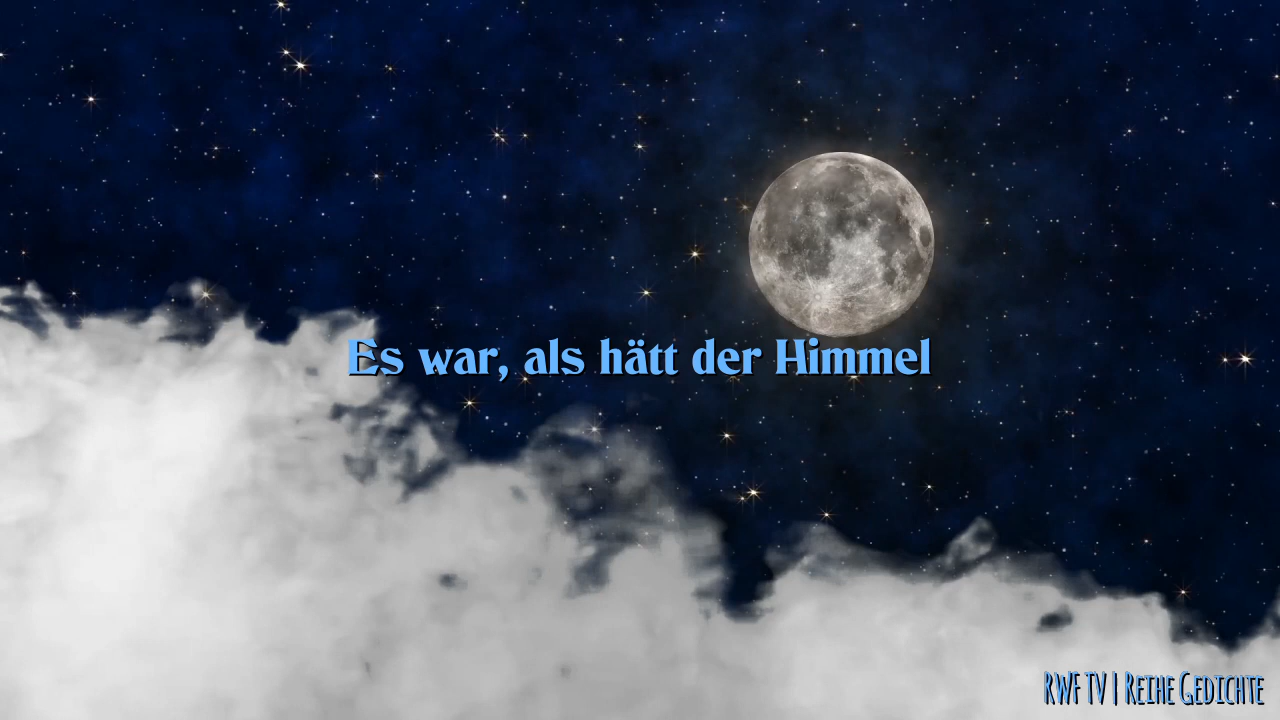 Es war, als hätt der Himmel
RWF TV | Reihe Gedichte